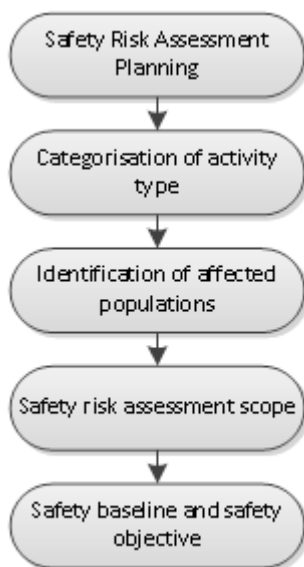 Safety Risk Assessment
Planning
Categorisation of activity
type
Identification of affected
populations
Safety risk assessment scope
Safety baseline and safety
objective